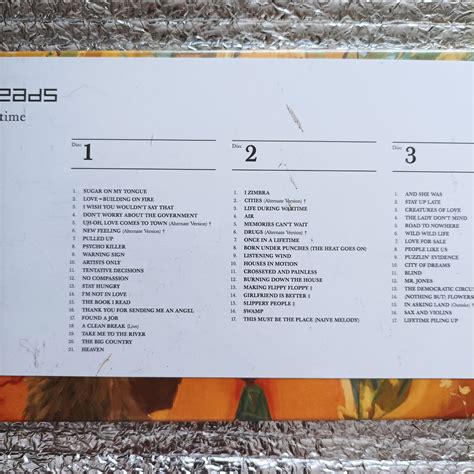 eads
time
Disc 1
1. SUGAR ON MY TONGUE
2. LOVE → BUILDING ON FIRE
3. I WISH YOU WOULDN'T SAY THAT
4. DON'T WORRY ABOUT THE GOVERNMENT
5. UH-OH, LOVE COMES TO TOWN (Alternate Version) †
6. NEW FEELING (Alternate Version) †
7. PULLED UP
8. PSYCHO KILLER
9. WARNING SIGN
10. ARTISTS ONLY
11. TENTATIVE DECISIONS
12. NO COMPASSION
13. STAY HUNGRY
14. I'M NOT IN LOVE
15. THE BOOK I READ
16. THANK YOU FOR SENDING ME AN ANGEL
17. FOUND A JOB
18. A CLEAN BREAK (Live)
19. TAKE ME TO THE RIVER
20. THE BIG COUNTRY
21. HEAVEN
Disc 2
1. I ZIMBRA
2. CITIES (Alternate Version) †
3. LIFE DURING WARTIME
4. AIR
5. MEMORIES CAN'T WAIT
6. DRUGS (Alternate Version) †
7. ONCE IN A LIFETIME
8. BORN UNDER PUNCHES (THE HEAT GOES ON)
9. LISTENING WIND
10. HOUSES IN MOTION
11. CROSSEYED AND PAINLESS
12. BURNING DOWN THE HOUSE
13. MAKING FLIPPY FLOPPY
14. GIRLFRIEND IS BETTER
15. SLIPPERY PEOPLE
16. SWAMP
17. THIS MUST BE THE PLACE (NAIVE MELODY)
Disc 3
1. AND SHE WAS
2. STAY UP LATE
3. CREATURES OF LOVE
4. THE LADY DON'T MIND
5. ROAD TO NOWHERE
6. WILD WILD LIFE
7. LOVE FOR SALE
8. PEOPLE LIKE US
9. PUZZLIN' EVIDENCE
10. CITY OF DREAMS
11. BLIND
12. MR. JONES
13. THE DEMOCRATIC CIRCUS
14. (NOTHING BUT) FLOWERS
15. IN ASKING LAND (Outtake) †
16. SAX AND VIOLINS
17. LIFETIME PILING UP